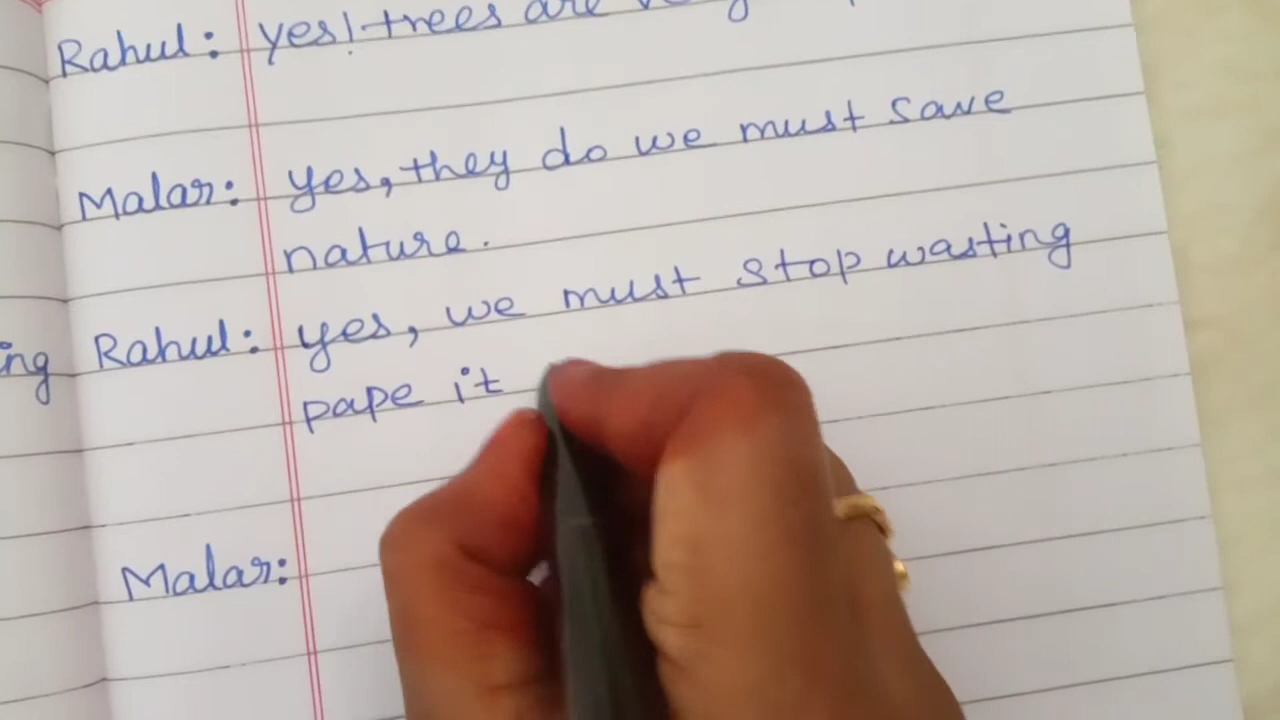 Rahul: yes! trees are
Malar: yes, they do we must save
nature.
Rahul: yes, we must stop wasting
ing
pape it
Malar: